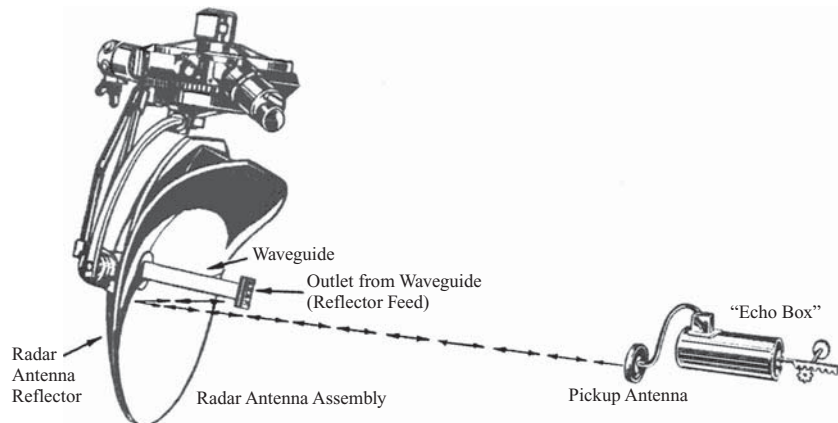 Waveguide
Outlet from Waveguide
(Reflector Feed)
“Echo Box”
Radar
Antenna
Reflector
Radar Antenna Assembly
Pickup Antenna